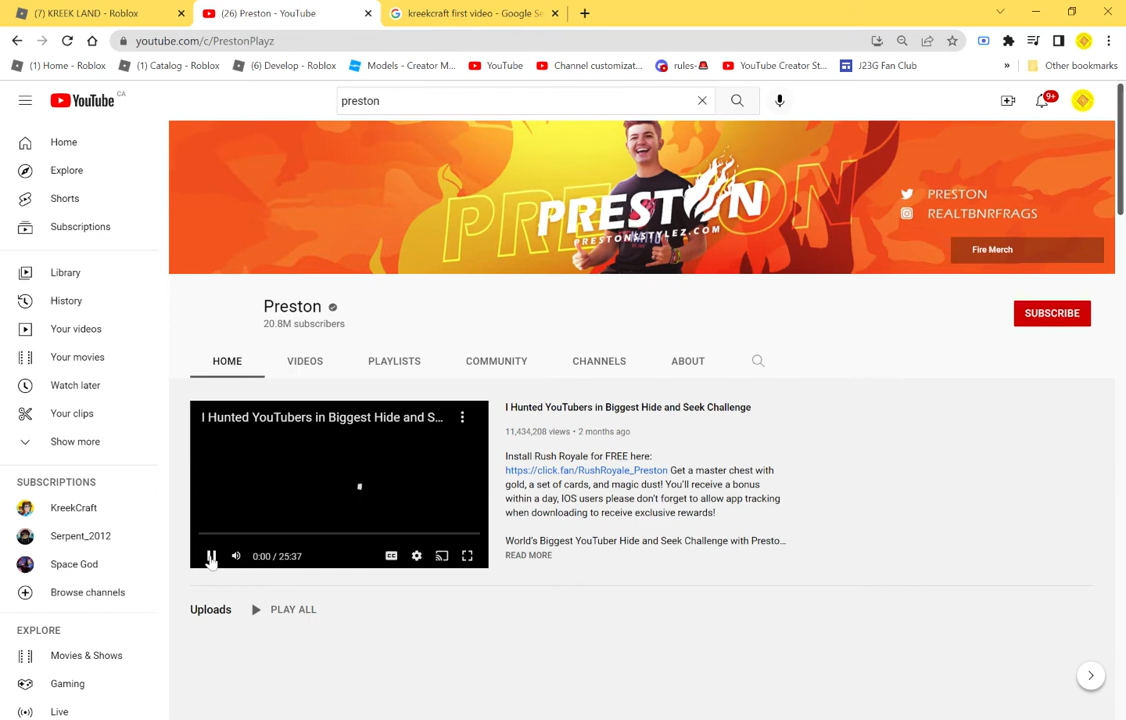 (7) KREEK LAND - Roblox
(26) Preston - YouTube
kreekcraft first video - Google Se
youtube.com/c/PrestonPlayz
(1) Home - Roblox
(1) Catalog - Roblox
(6) Develop - Roblox
Models - Creator M...
YouTube
Channel customizat...
rules-
YouTube Creator St...
J23G Fan Club
»
Other bookmarks
YouTube CA
preston
9+
Home
Explore
Shorts
Subscriptions
Library
History
Your videos
Your movies
Watch later
Your clips
Show more
SUBSCRIPTIONS
KreekCraft
Serpent_2012
Space God
Browse channels
EXPLORE
Movies & Shows
Gaming
Live
PRESTON
PRESTON
PRESTONSTYLEZ.COM
PRESTON
REALTBNRFRAGS
Fire Merch
Preston
20.8M subscribers
SUBSCRIBE
HOME
VIDEOS
PLAYLISTS
COMMUNITY
CHANNELS
ABOUT
I Hunted YouTubers in Biggest Hide and S...
0:00 / 25:37
CC
I Hunted YouTubers in Biggest Hide and Seek Challenge
11,434,208 views • 2 months ago
Install Rush Royale for FREE here:
https://click.fan/RushRoyale_Preston Get a master chest with
gold, a set of cards, and magic dust! You'll receive a bonus
within a day, IOS users please don't forget to allow app tracking
when downloading to receive exclusive rewards!
World's Biggest YouTuber Hide and Seek Challenge with Presto...
READ MORE
Uploads
PLAY ALL